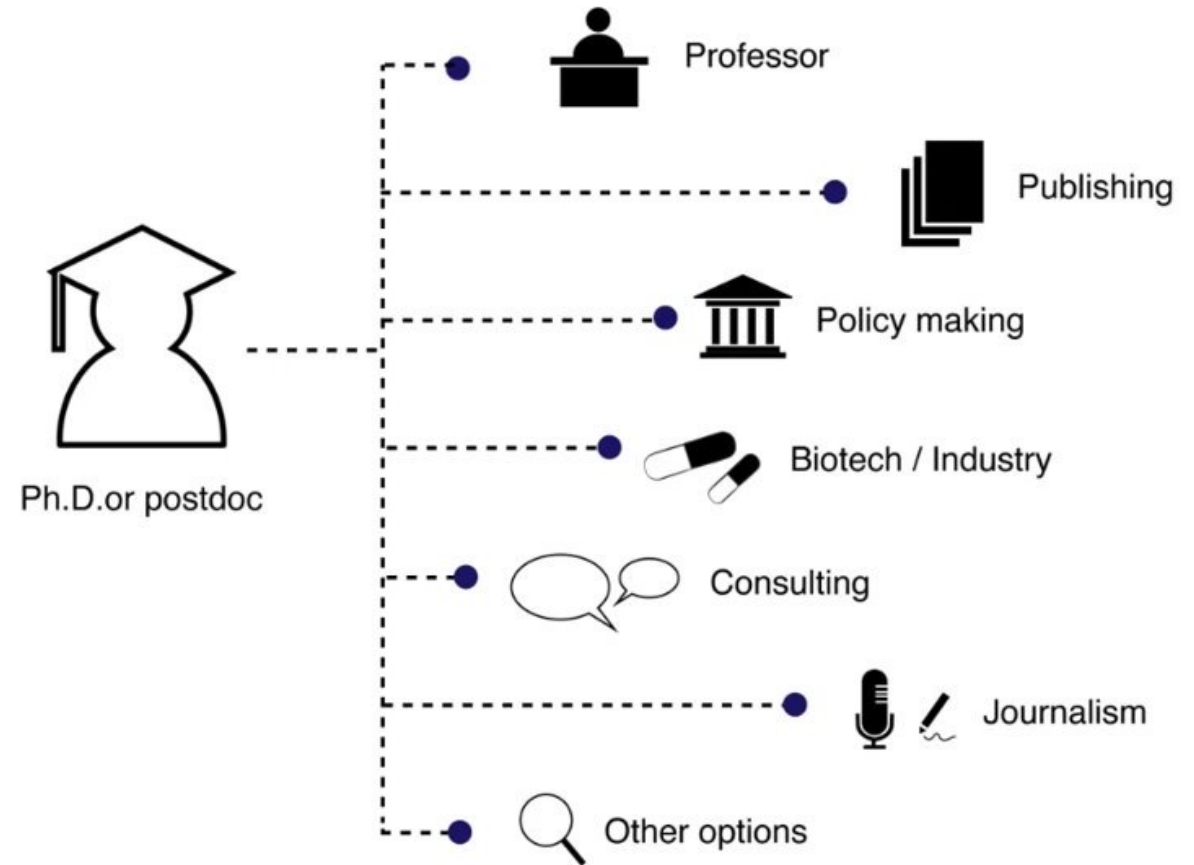 Professor
Publishing
Policy making
Ph.D.or postdoc
Biotech / Industry
Consulting
Journalism
Other options